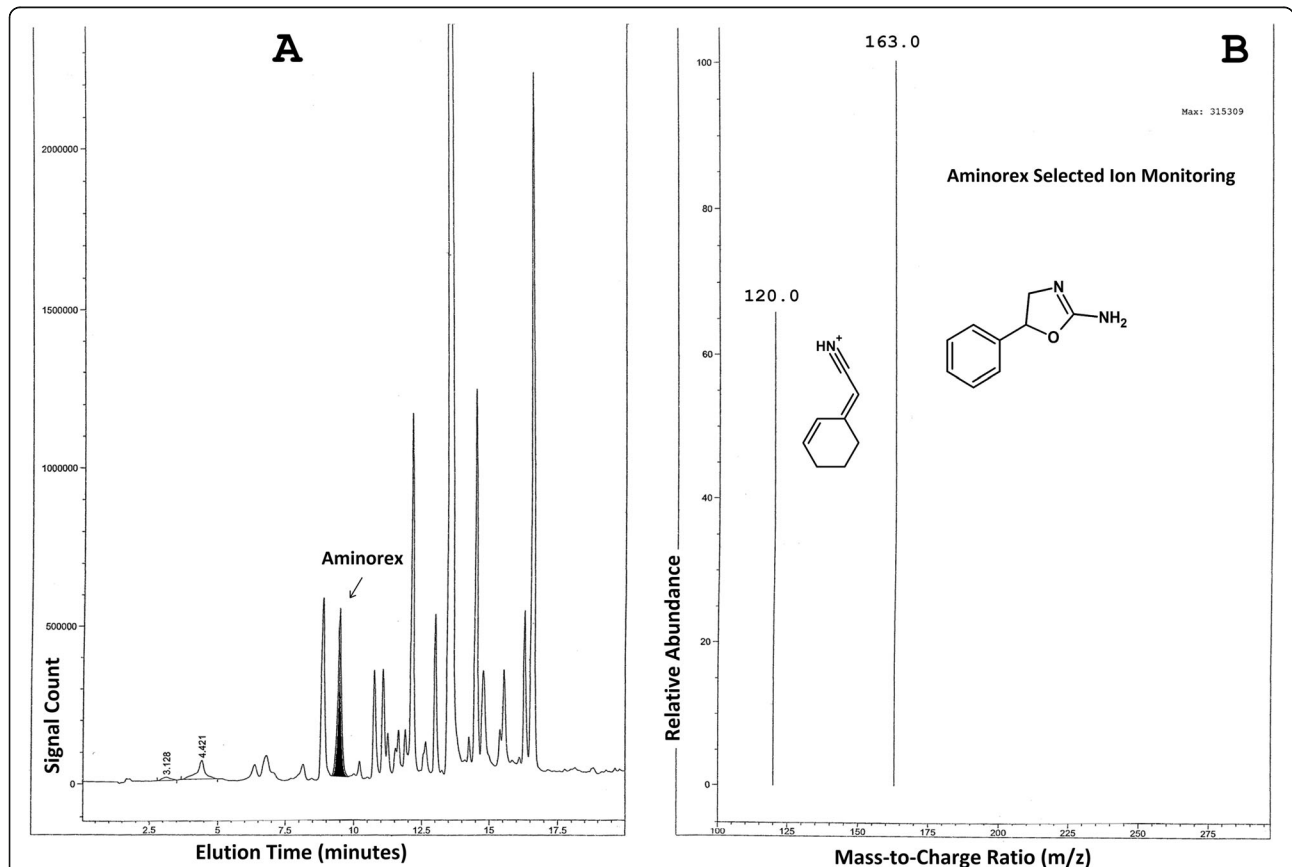 A
2000000
1500000
1000000
500000
0
Signal Count
Aminorex
3.128
4.421
2.5
5
7.5
10
12.5
15
17.5
Elution Time (minutes)
B
163.0
120.0
Max: 315309
Aminorex Selected Ion Monitoring
HN+
N
O
NH2
100
80
60
40
20
0
Relative Abundance
100
125
150
175
200
225
250
275
Mass-to-Charge Ratio (m/z)